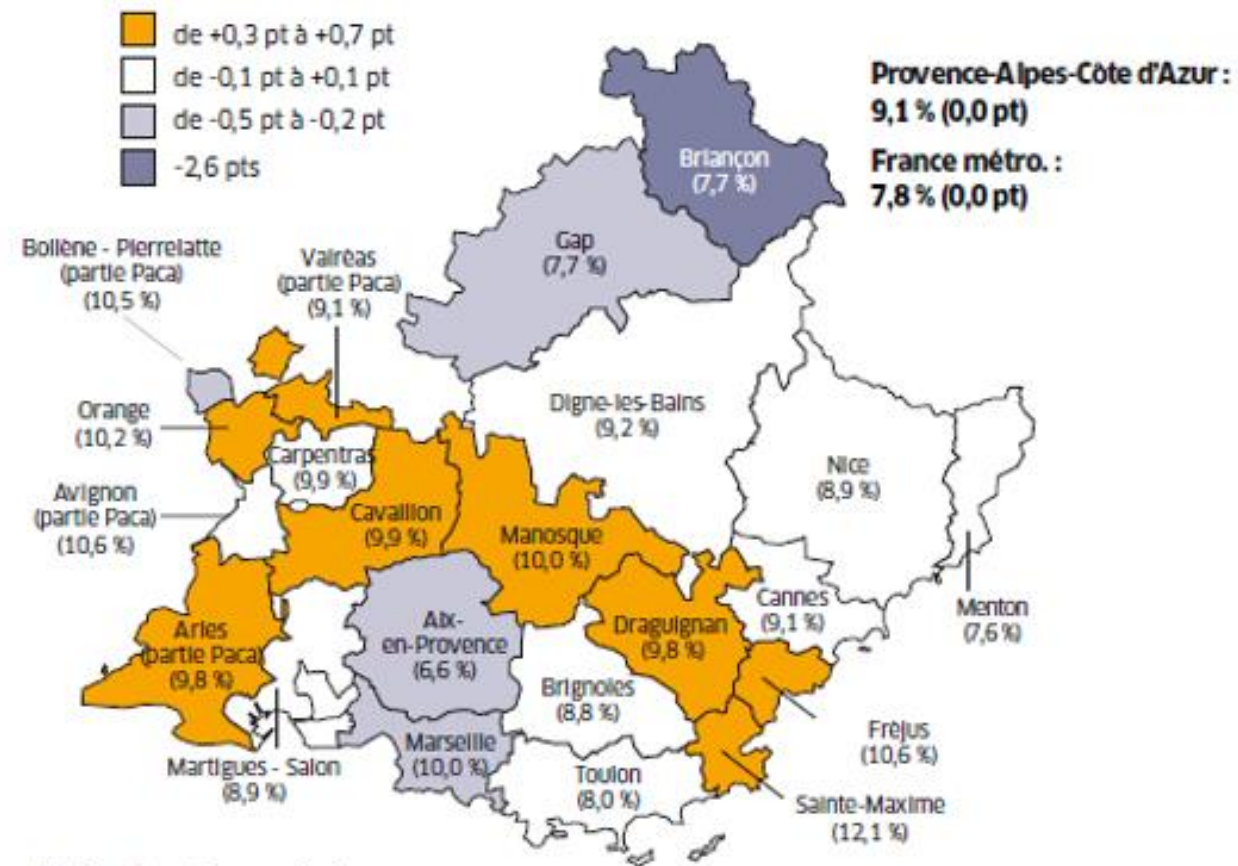 de +0,3 pt à +0,7 pt
de -0,1 pt à +0,1 pt
de -0,5 pt à -0,2 pt
-2,6 pts
Provence-Alpes-Côte d'Azur :
9,1 % (0,0 pt)
France métro. :
7,8 % (0,0 pt)
Briançon
(7,7 %)
Gap
(7,7 %)
Bollène - Pierrelatte
(partie Paca)
(10,5 %)
Valréas
(partie Paca)
(9,1 %)
Orange
(10,2 %)
Carpentras
(9,9 %)
Digne-les-Bains
(9,2 %)
Nice
(8,9 %)
Avignon
(partie Paca)
(10,6 %)
Cavaillon
(9,9 %)
Manosque
(10,0 %)
Cannes
(9,1 %)
Menton
(7,6 %)
Arles
(partie Paca)
(9,8 %)
Aix-
en-Provence
(6,6 %)
Draguignan
(9,8 %)
Brignoles
(8,8 %)
Fréjus
(10,6 %)
Martigues - Salon
(8,9 %)
Marseille
(10,0 %)
Toulon
(8,0 %)
Sainte-Maxime
(12,1 %)